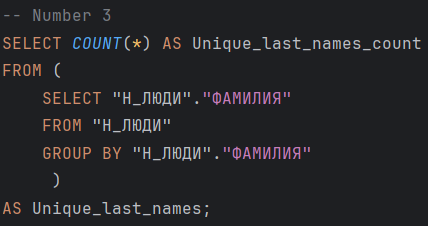 -- Number 3
SELECT COUNT(*) AS Unique_last_names_count
FROM (
    SELECT "Н_ЛЮДИ"."ФАМИЛИЯ"
    FROM "Н_ЛЮДИ"
    GROUP BY "Н_ЛЮДИ"."ФАМИЛИЯ"
     )
AS Unique_last_names;